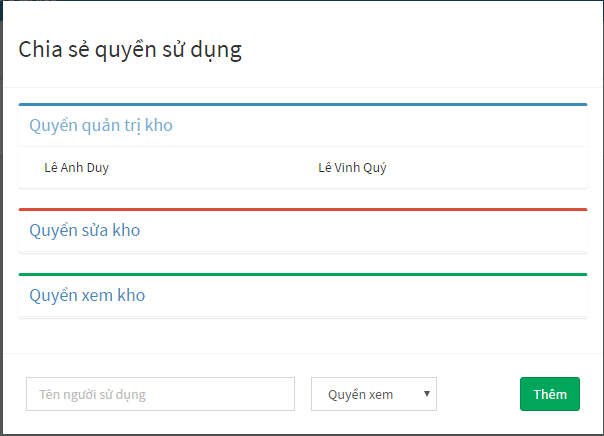 Chia sẻ quyền sử dụng
Quyền quản trị kho
Lê Anh Duy Lê Vinh Quý
Quyền sửa kho
Quyền xem kho
Tên người sử dụng Quyền xem Thêm